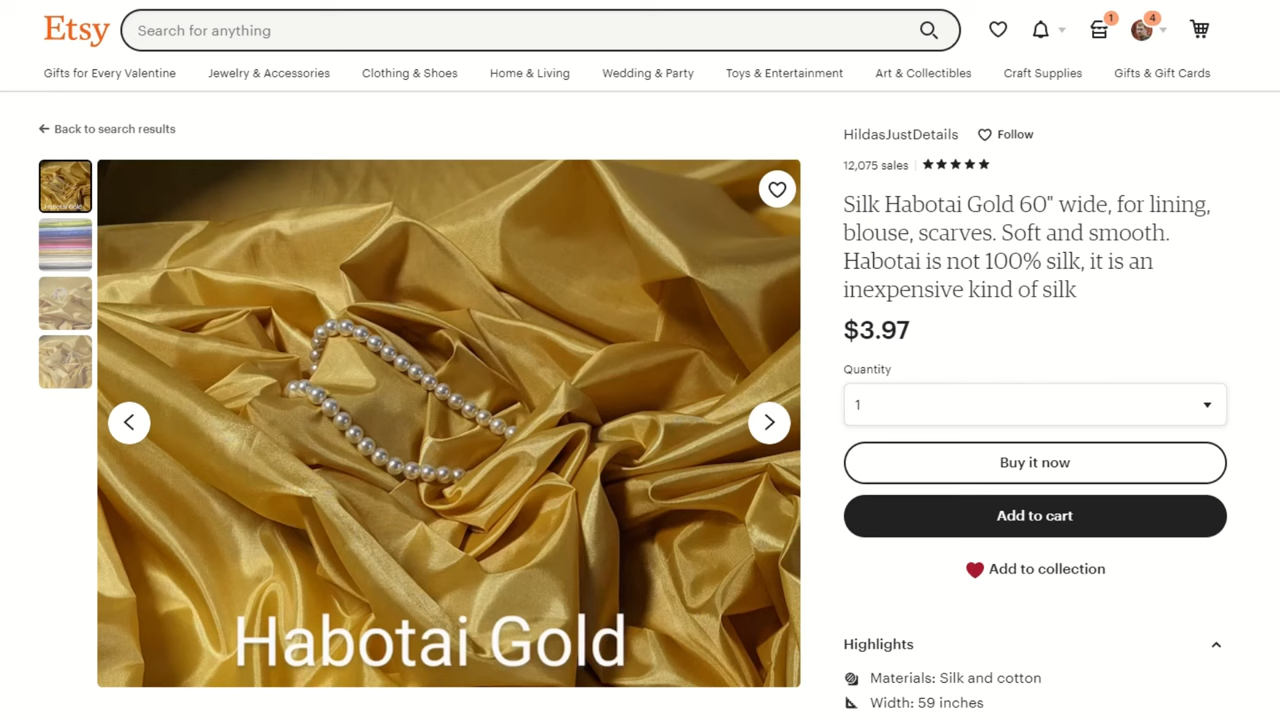 Etsy
Search for anything
1
4
Gifts for Every Valentine
Jewelry & Accessories
Clothing & Shoes
Home & Living
Wedding & Party
Toys & Entertainment
Art & Collectibles
Craft Supplies
Gifts & Gift Cards
Back to search results
Habotai Gold
Habotai Gold
HildasJustDetails
Follow
12,075 sales
Silk Habotai Gold 60" wide, for lining,
blouse, scarves. Soft and smooth.
Habotai is not 100% silk, it is an
inexpensive kind of silk
$3.97
Quantity
1
Buy it now
Add to cart
Add to collection
Highlights
Materials: Silk and cotton
Width: 59 inches